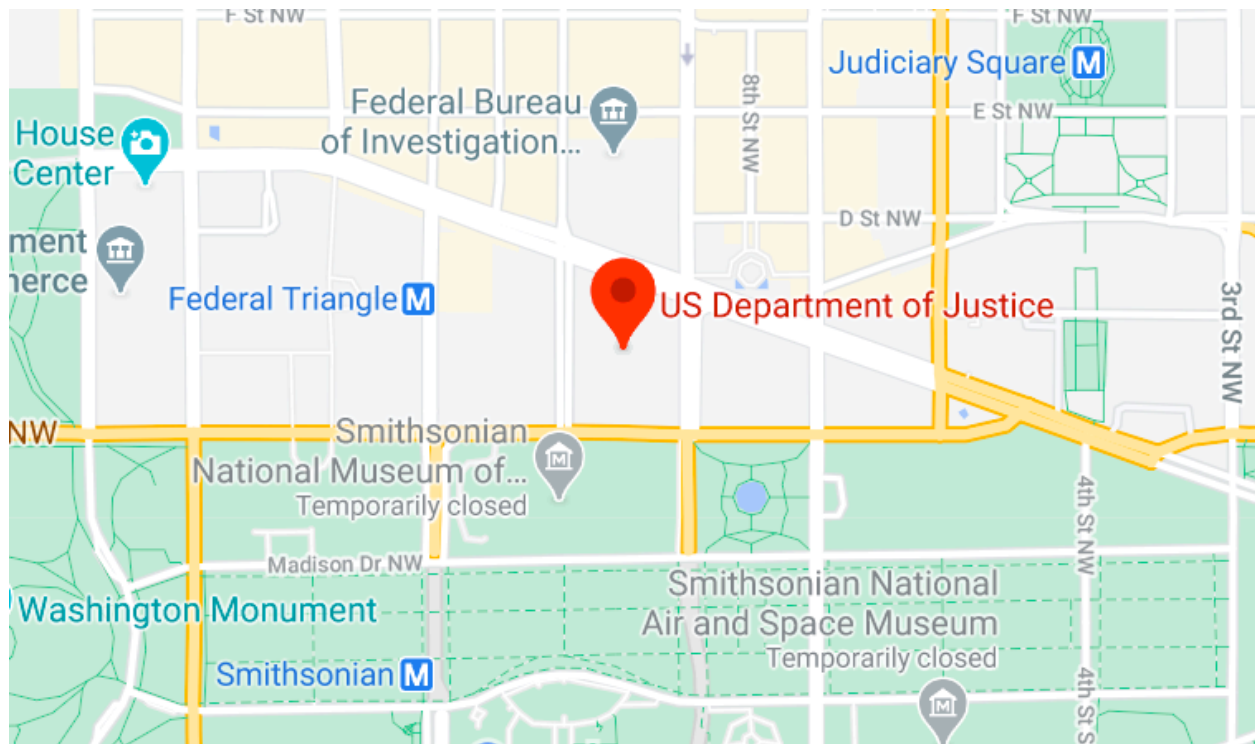 F St NW
F St NW
Judiciary Square M
Federal Bureau
of Investigation...
8th St NW
E St NW
House
Center
D St NW
ment
erce
Federal Triangle M
US Department of Justice
3rd St NW
NW
Smithsonian
National Museum of...
Temporarily closed
4th St NW
Madison Dr NW
Smithsonian National
Air and Space Museum
Temporarily closed
Washington Monument
Smithsonian M
4th St S